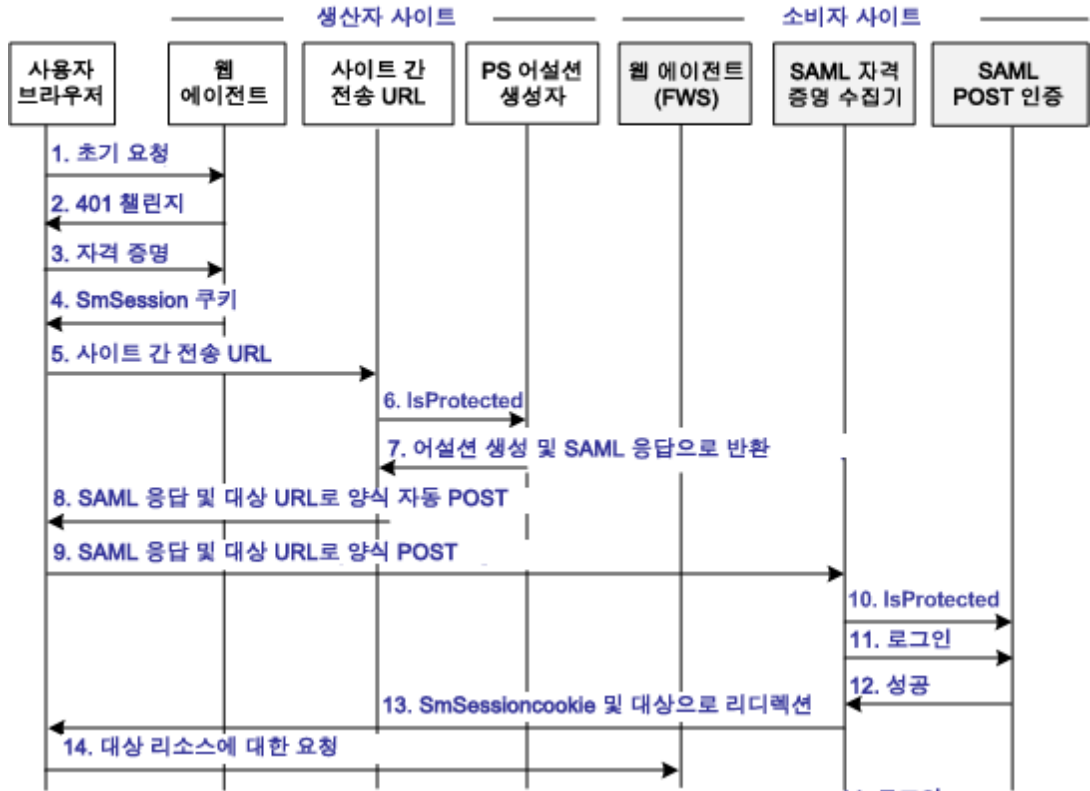 생산자 사이트
소비자 사이트
사용자
브라우저
웹
에이전트
사이트 간
전송 URL
PS 어설션
생성자
웹 에이전트
(FWS)
SAML 자격
증명 수집기
SAML
POST 인증
1. 초기 요청
2. 401 챌린지
3. 자격 증명
4. SmSession 쿠키
5. 사이트 간 전송 URL
6. IsProtected
7. 어설션 생성 및 SAML 응답으로 반환
8. SAML 응답 및 대상 URL로 양식 자동 POST
9. SAML 응답 및 대상 URL로 양식 POST
10. IsProtected
11. 로그인
12. 성공
13. SmSessioncookie 및 대상으로 리디렉션
14. 대상 리소스에 대한 요청